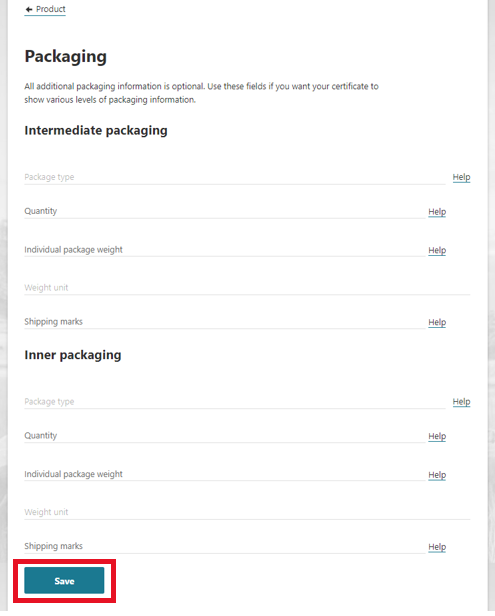 Product
Packaging
All additional packaging information is optional. Use these fields if you want your certificate to
show various levels of packaging information.
Intermediate packaging
Package type
Help
Quantity
Help
Individual package weight
Help
Weight unit
Shipping marks
Help
Inner packaging
Package type
Help
Quantity
Help
Individual package weight
Help
Weight unit
Shipping marks
Help
Save